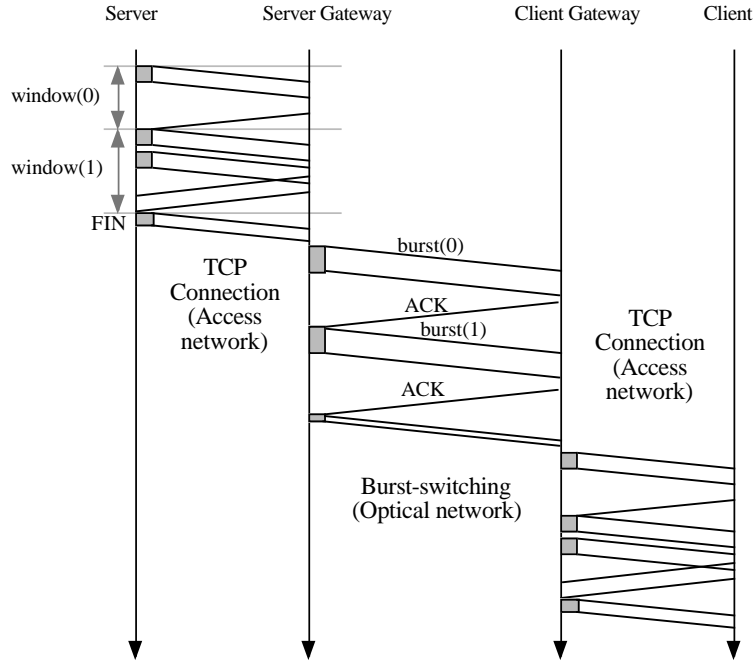 Server
Server Gateway
Client Gateway
Client
window(0)
window(1)
FIN
burst(0)
TCP
Connection
(Access
network)
ACK
burst(1)
TCP
Connection
(Access
network)
ACK
Burst-switching
(Optical network)